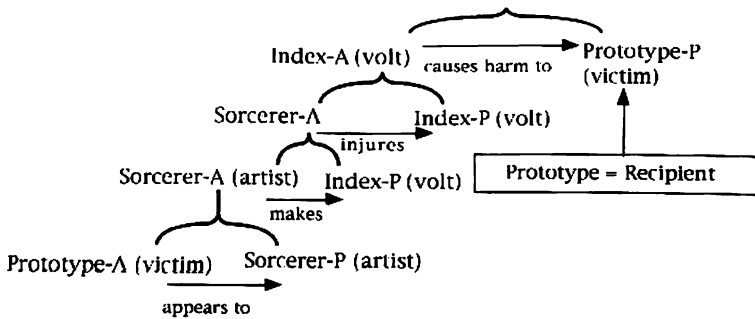 Index-A (volt) causes harm to Prototype-P
(victim)
Sorcerer-A Index-P (volt)
injures
Sorcerer-A (artist) Index-P (volt)
makes
Prototype = Recipient
Prototype-A (victim) Sorcerer-P (artist)
appears to